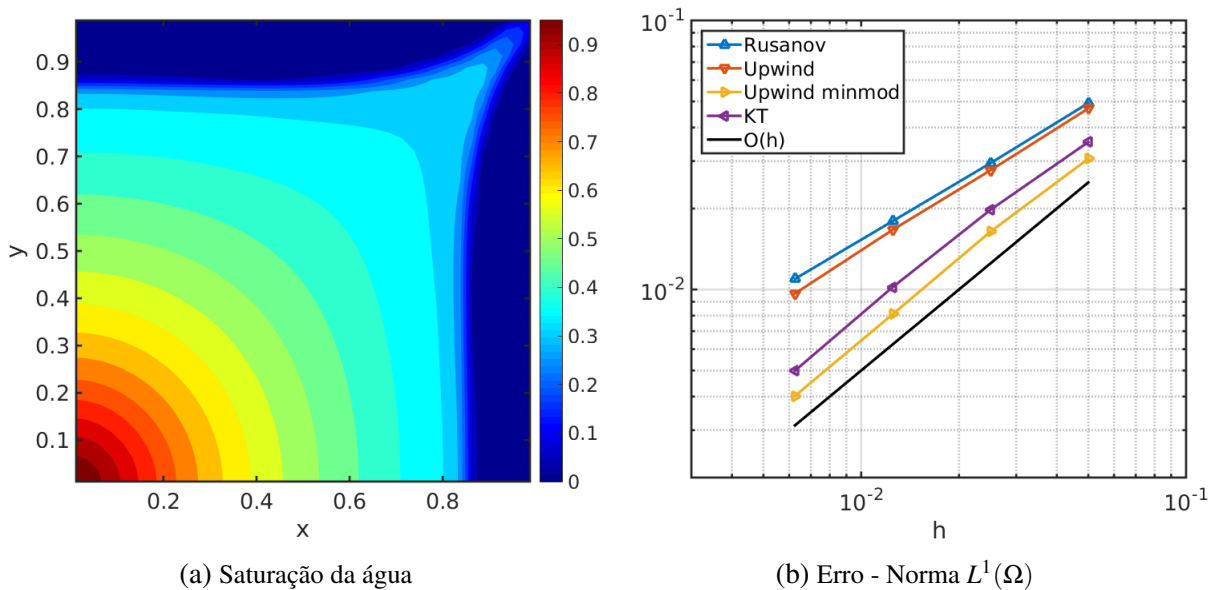 0.9
0.8
0.7
0.6
0.5
0.4
0.3
0.2
0.1
y
0.2
0.4
0.6
0.8
x
0.9
0.8
0.7
0.6
0.5
0.4
0.3
0.2
0.1
0
(a) Saturação da água
10^-1
10^-2
Rusanov
Upwind
Upwind minmod
KT
O(h)
10^-2
10^-1
h
(b) Erro - Norma L^1(Ω)